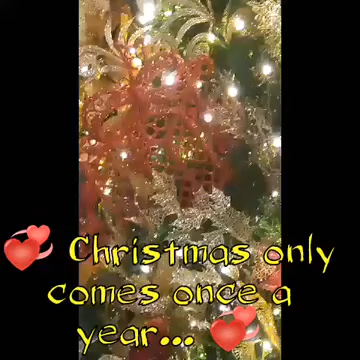 💞 Christmas only
comes once a
year... 💞